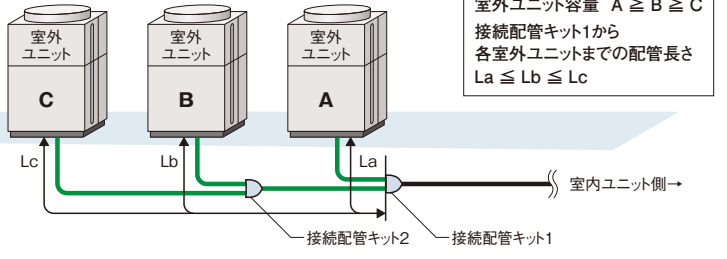 室外ユニット容量 A ≧ B ≧ C
接続配管キット1から
各室外ユニットまでの配管長さ
La ≦ Lb ≦ Lc
室外
ユニット
C
室外
ユニット
B
室外
ユニット
A
Lc
Lb
La
室内ユニット側→
接続配管キット2
接続配管キット1